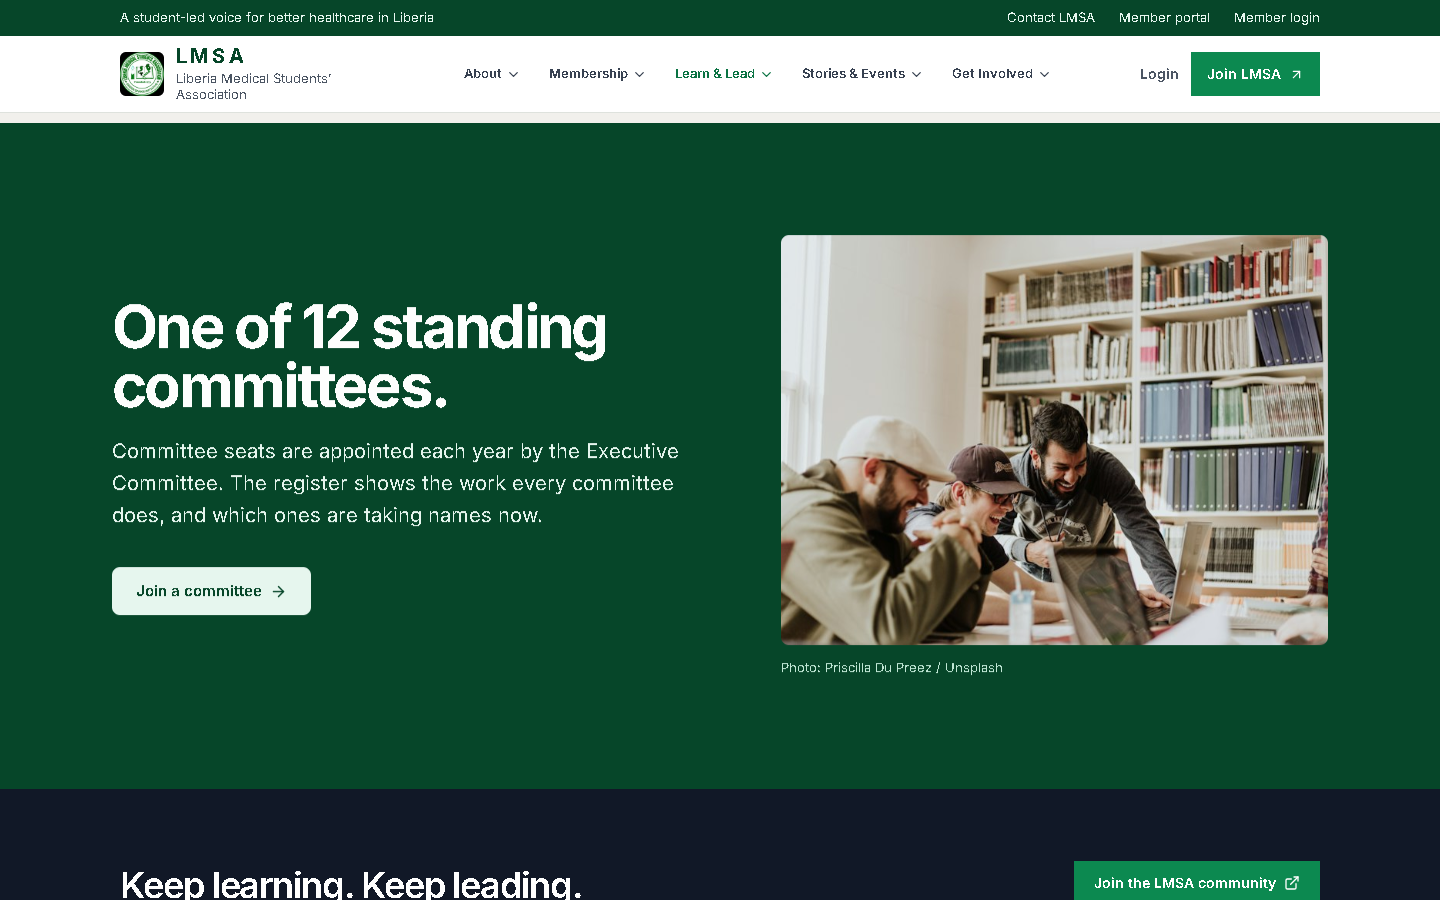 A student-led voice for better healthcare in Liberia
Contact LMSA Member portal Member login
LMSA
Liberia Medical Students'
Association
About Membership Learn & Lead Stories & Events Get Involved
Login Join LMSA
One of 12 standing
committees.
Committee seats are appointed each year by the Executive
Committee. The register shows the work every committee
does, and which ones are taking names now.
Join a committee
Photo: Priscilla Du Preez / Unsplash
Keep learning. Keep leading.
Join the LMSA community